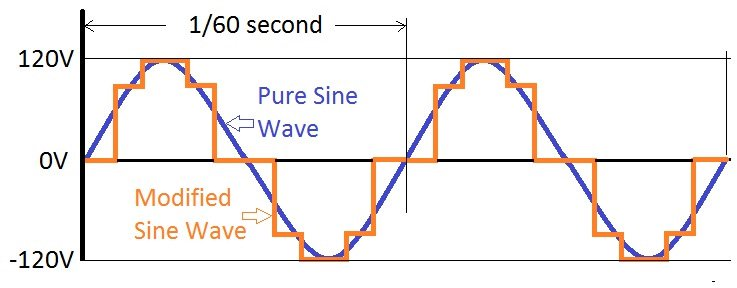 1/60 second
120V
Pure Sine
Wave
0V
Modified
Sine Wave
-120V